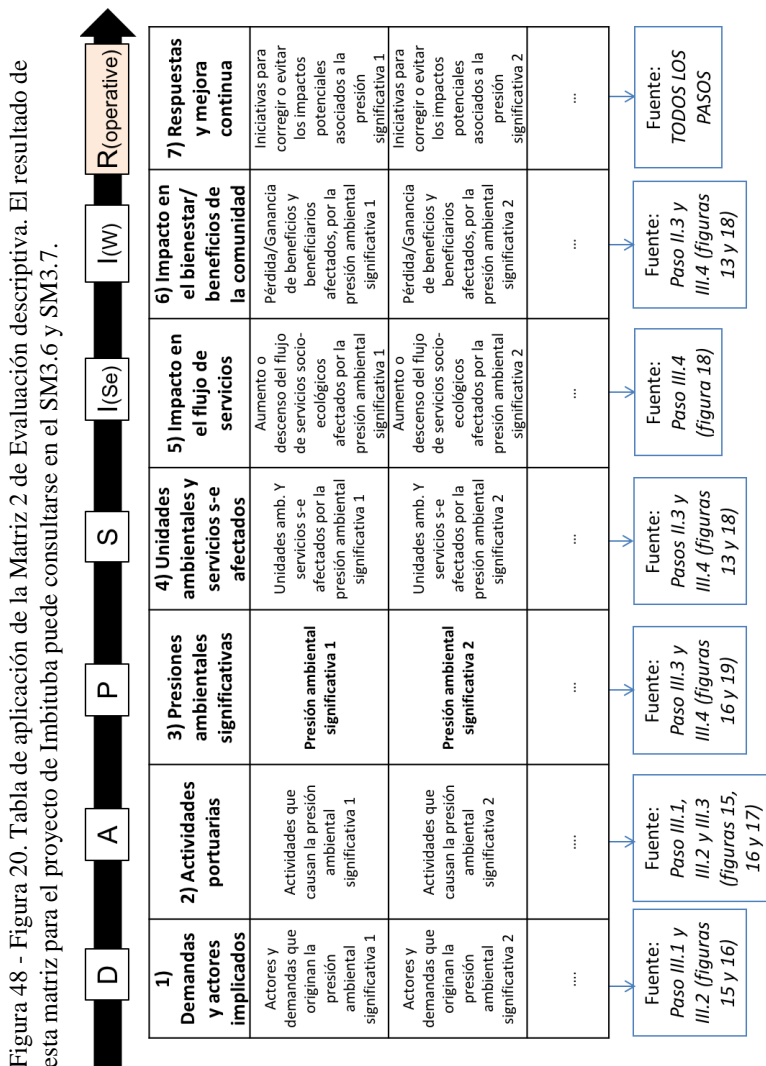 Figura 48 - Figura 20. Tabla de aplicación de la Matriz 2 de Evaluación descriptiva. El resultado de
esta matriz para el proyecto de Imbituba puede consultarse en el SM3.6 y SM3.7.
D
A
P
S
I(Se)
I(W)
R(operative)
1)
Demandas
y actores
implicados
2) Actividades
portuarias
3) Presiones
ambientales
significativas
4) Unidades
ambientales y
servicios s-e
afectados
5) Impacto en
el flujo de
servicios
6) Impacto en
el bienestar/
beneficios de
la comunidad
7) Respuestas
y mejora
continua
Actores y
demandas que
originan la
presión
ambiental
significativa 1
Actividades que
causan la presión
ambiental
significativa 1
Presión ambiental
significativa 1
Unidades amb. Y
servicios s-e
afectados por la
presión ambiental
significativa 1
Aumento o
descenso del flujo
de servicios socio-
ecológicos
afectados por la
presión ambiental
significativa 1
Pérdida/Ganancia
de beneficios y
beneficiarios
afectados, por la
presión ambiental
significativa 1
Iniciativas para
corregir o evitar
los impactos
potenciales
asociados a la
presión
significativa 1
Actores y
demandas que
originan la
presión
ambiental
significativa 2
Actividades que
causan la presión
ambiental
significativa 2
Presión ambiental
significativa 2
Unidades amb. Y
servicios s-e
afectados por la
presión ambiental
significativa 2
Aumento o
descenso del flujo
de servicios socio-
ecológicos
afectados por la
presión ambiental
significativa 2
Pérdida/Ganancia
de beneficios y
beneficiarios
afectados, por la
presión ambiental
significativa 2
Iniciativas para
corregir o evitar
los impactos
potenciales
asociados a la
presión
significativa 2
....
....
...
...
...
...
...
Fuente:
Paso III.1 y
III.2 (figuras
15 y 16)
Fuente:
Paso III.1,
III.2 y III.3
(figuras 15,
16 y 17)
Fuente:
Paso III.3 y
III.4 (figuras
16 y 19)
Fuente:
Pasos II.3 y
III.4 (figuras
13 y 18)
Fuente:
Paso III.4
(figura 18)
Fuente:
Paso II.3 y
III.4 (figuras
13 y 18)
Fuente:
TODOS LOS
PASOS